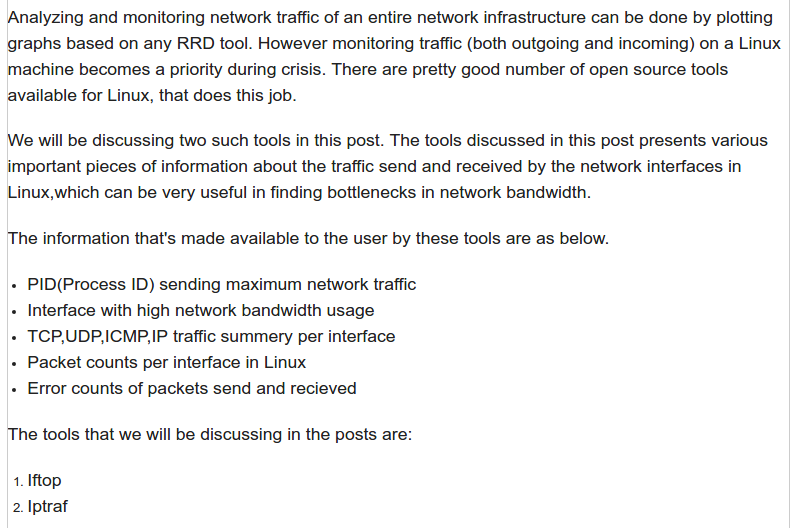 Analyzing and monitoring network traffic of an entire network infrastructure can be done by plotting
graphs based on any RRD tool. However monitoring traffic (both outgoing and incoming) on a Linux
machine becomes a priority during crisis. There are pretty good number of open source tools
available for Linux, that does this job.
We will be discussing two such tools in this post. The tools discussed in this post presents various
important pieces of information about the traffic send and received by the network interfaces in
Linux,which can be very useful in finding bottlenecks in network bandwidth.
The information that's made available to the user by these tools are as below.
• PID(Process ID) sending maximum network traffic
• Interface with high network bandwidth usage
• TCP,UDP,ICMP,IP traffic summery per interface
• Packet counts per interface in Linux
• Error counts of packets send and recieved
The tools that we will be discussing in the posts are:
1. Iftop
2. Iptraf